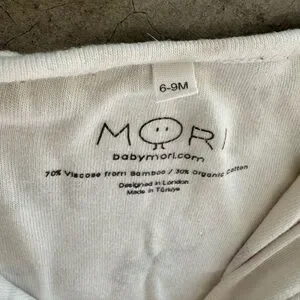 6-9M
MORI
babymori.com
70% Viscose from Bamboo / 30% Organic Cotton
Designed in London
Made in Türkiye